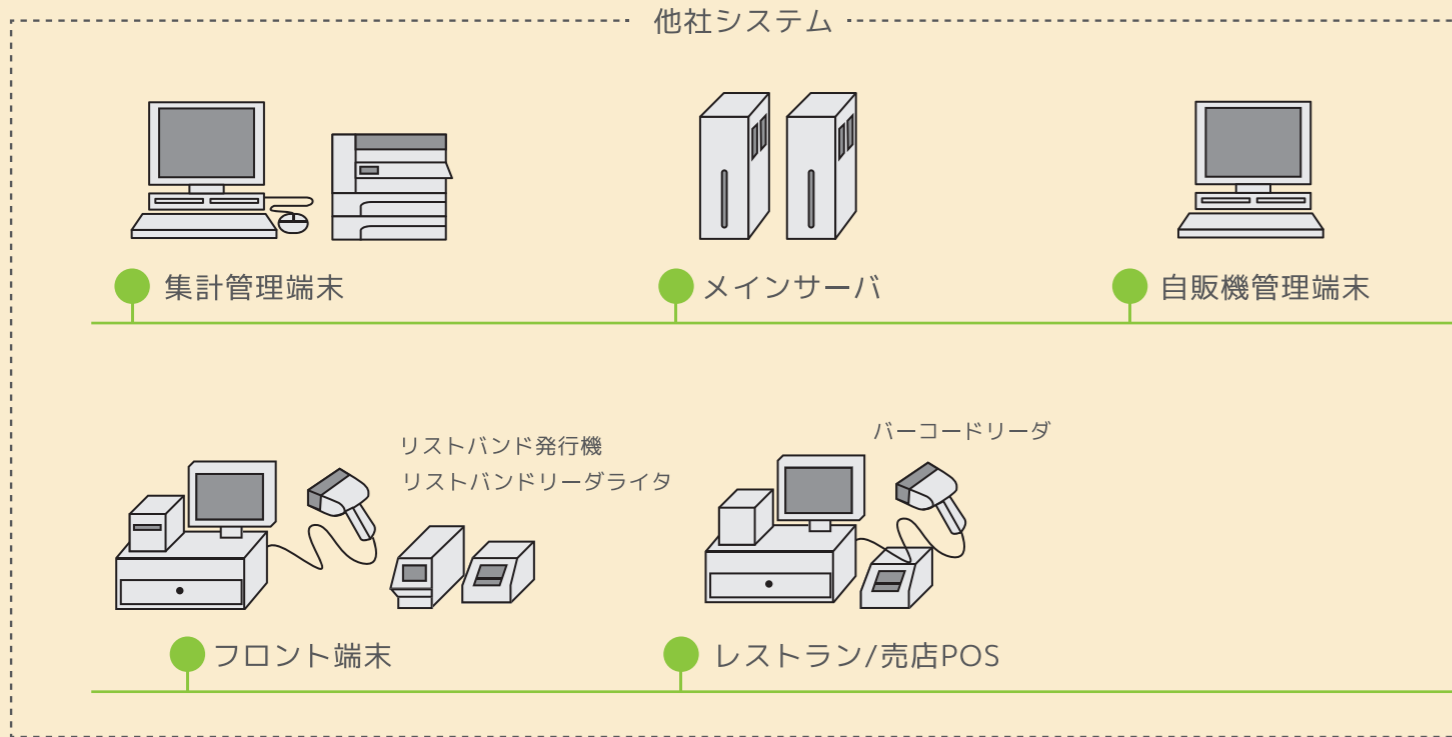 他社システム
集計管理端末
メインサーバ
自販機管理端末
リストバンド発行機
リストバンドリーダライタ
バーコードリーダ
フロント端末
レストラン/売店POS